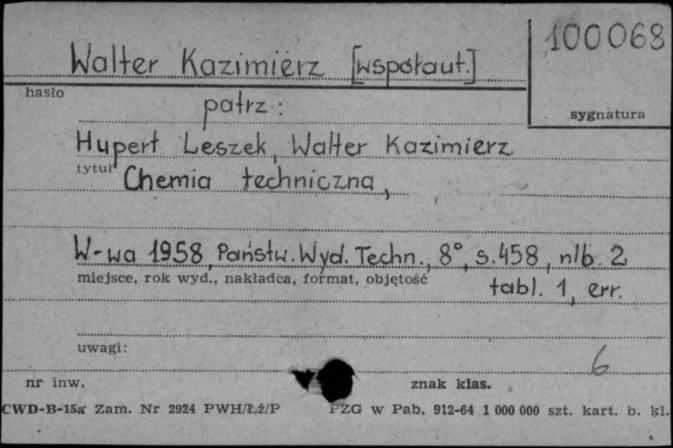 Walter Kazimierz [współaut.]
100068
hasło
sygnatura
patrz:
Hupert Leszek, Walter Kazimierz
tytuł
Chemia techniczna,
W-wa 1958, Państw. Wyd. Techn., 8°, s.458, nlb. 2
miejsce, rok wyd., nakładca, format, objętość
tabl. 1, err.
uwagi:
6
nr inw.
znak klas.
CWD-B-15a Zam. Nr 2924 PWH/Łź/P PZG w Pab. 912-64 1 000 000 szt. kart. b. kl.